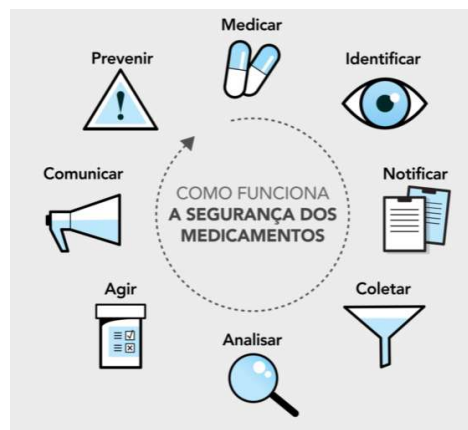 Medicar
Prevenir
Identificar
Comunicar
Notificar
COMO FUNCIONA
A SEGURANÇA DOS
MEDICAMENTOS
Agir
Coletar
Analisar